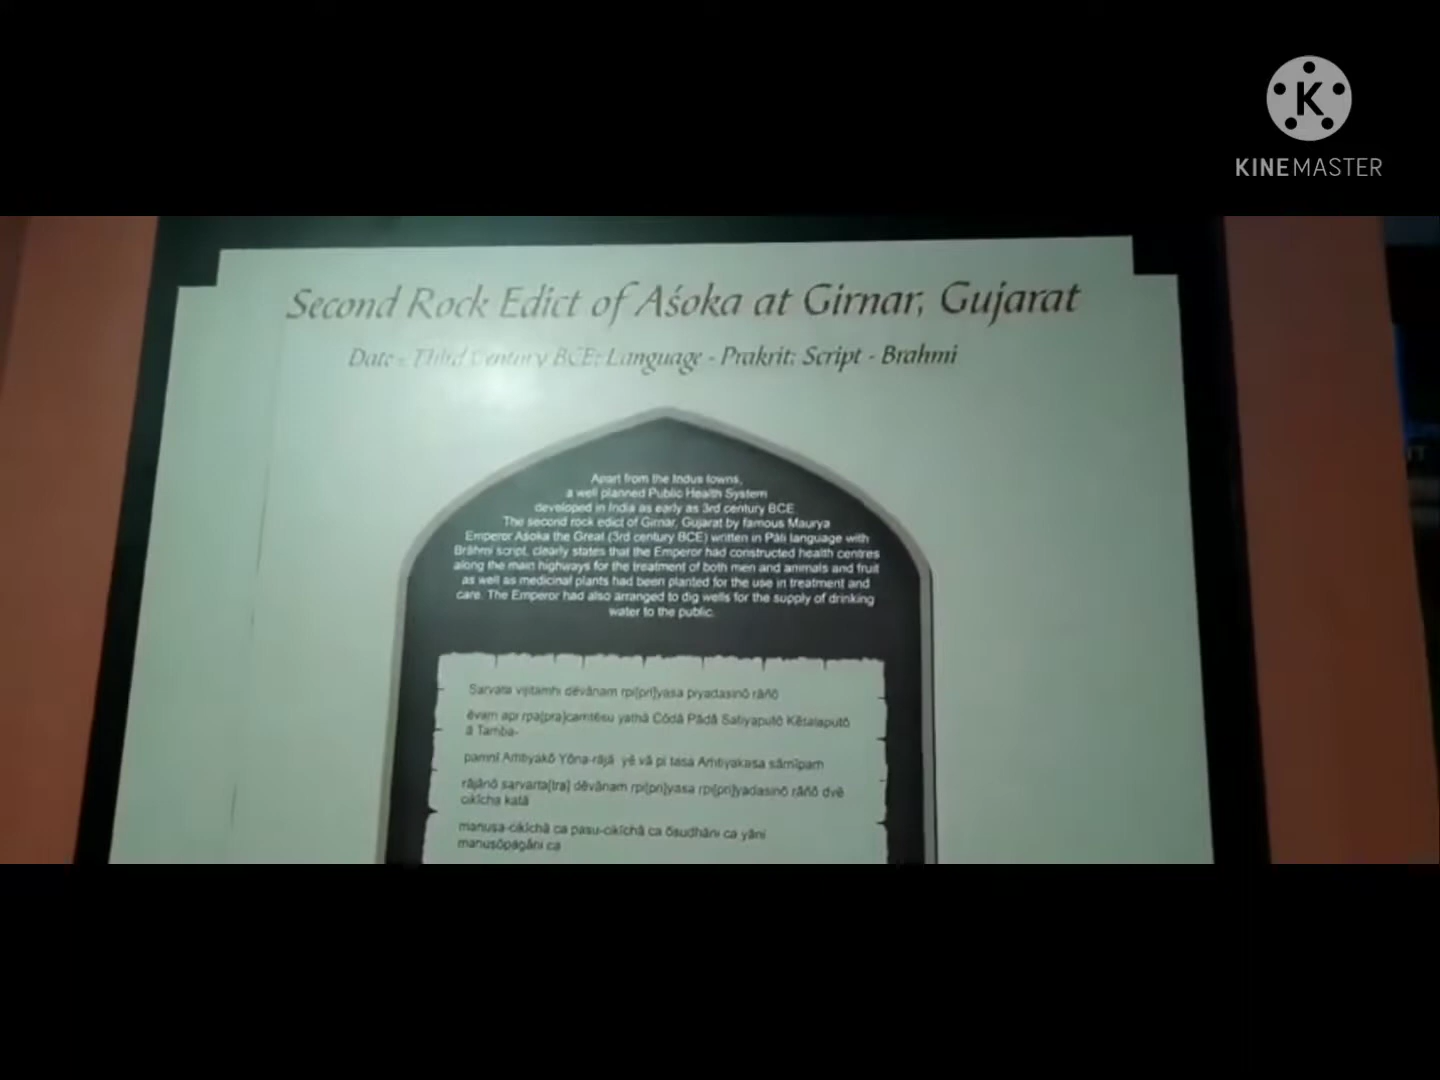 KINEMASTER
Second Rock Edict of Aśoka at Girnar, Gujarat
Date - Third Century BCE; Language - Prakrit; Script - Brahmi
Apart from the Indus towns,
a well planned Public Health System
developed in India as early as 3rd century BCE.
The second rock edict of Girnar, Gujarat by famous Maurya
Emperor Aśoka the Great (3rd century BCE) written in Pāli language with
Brāhmi script, clearly states that the Emperor had constructed health centres
along the main highways for the treatment of both men and animals and fruit
as well as medicinal plants had been planted for the use in treatment and
care. The Emperor had also arranged to dig wells for the supply of drinking
water to the public.
Sarvata vijitamhi dēvānam rpi[pri]yasa piyadasinō rāñō
ēvam api rpa[pra]camtēsu yathā Cōdā Pādā Satiyaputō Kētalaputō
ā Tamba-
pamnī Amtiyakō Yōna-rājā yē vā pi tasa Amtiyakasa sāmīpam
rājānō sarvarta[tra] dēvānam rpi[pri]yasa rpi[pri]yadasinō rāñō dvē
cikīcha katā
manusa-cikīchā ca pasu-cikīchā ca ōsudhāni ca yāni
manusōpagāni ca